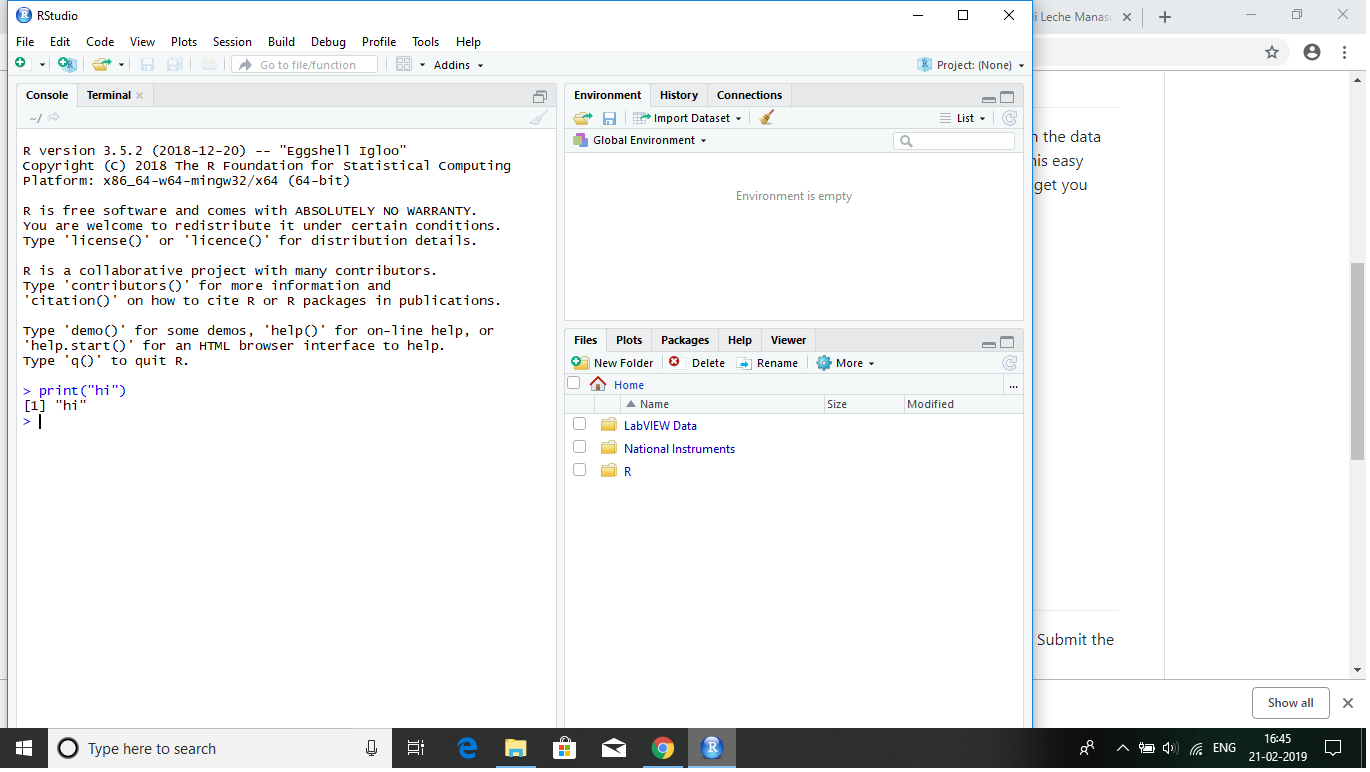 RStudio
File Edit Code View Plots Session Build Debug Profile Tools Help
Go to file/function Addins Project: (None)
Console Terminal
~/
R version 3.5.2 (2018-12-20) -- "Eggshell Igloo"
Copyright (C) 2018 The R Foundation for Statistical Computing
Platform: x86_64-w64-mingw32/x64 (64-bit)
R is free software and comes with ABSOLUTELY NO WARRANTY.
You are welcome to redistribute it under certain conditions.
Type 'license()' or 'licence()' for distribution details.
R is a collaborative project with many contributors.
Type 'contributors()' for more information and
'citation()' on how to cite R or R packages in publications.
Type 'demo()' for some demos, 'help()' for on-line help, or
'help.start()' for an HTML browser interface to help.
Type 'q()' to quit R.
> print("hi")
[1] "hi"
>
Environment History Connections
Import Dataset List
Global Environment
Environment is empty
Files Plots Packages Help Viewer
New Folder Delete Rename More
Home ...
Name Size Modified
LabVIEW Data
National Instruments
R
i Leche Manas
the data
easy
get you
Submit the
Show all
Type here to search
ENG
16:45
21-02-2019